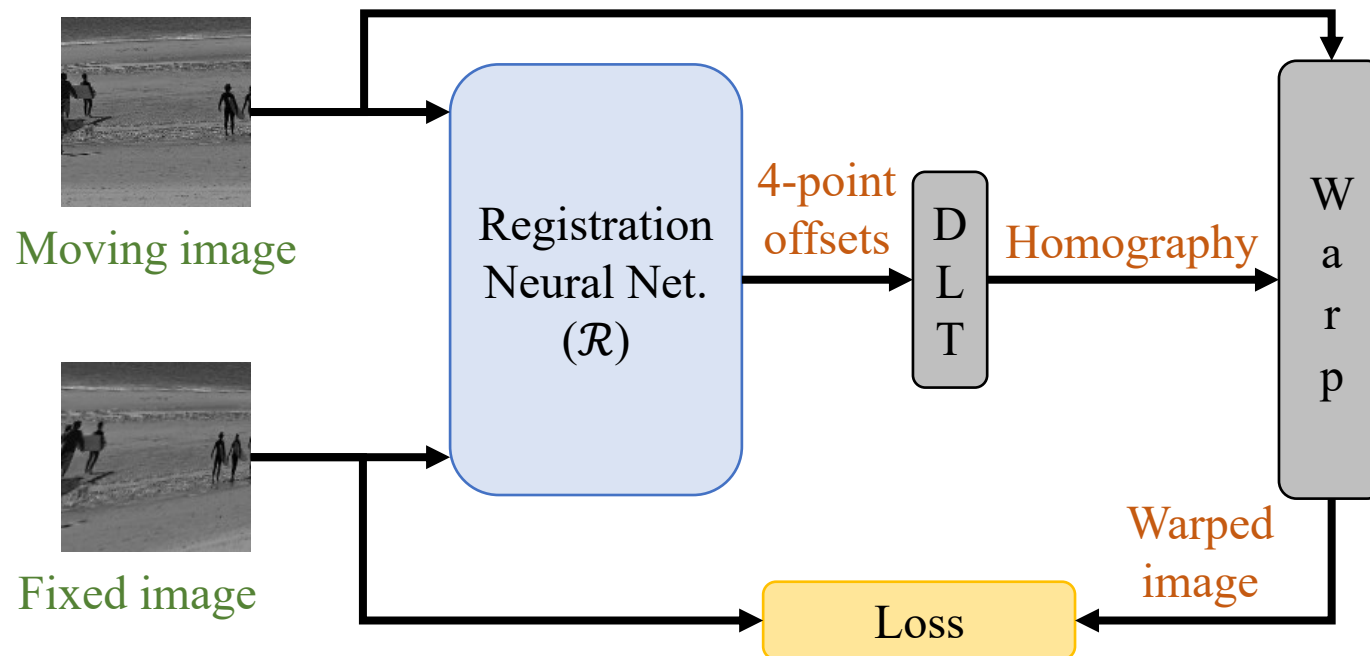 Moving image
Registration
Neural Net.
(ℛ)
4-point
offsets
D
L
T
Homography
W
a
r
p
Warped
image
Fixed image
Loss